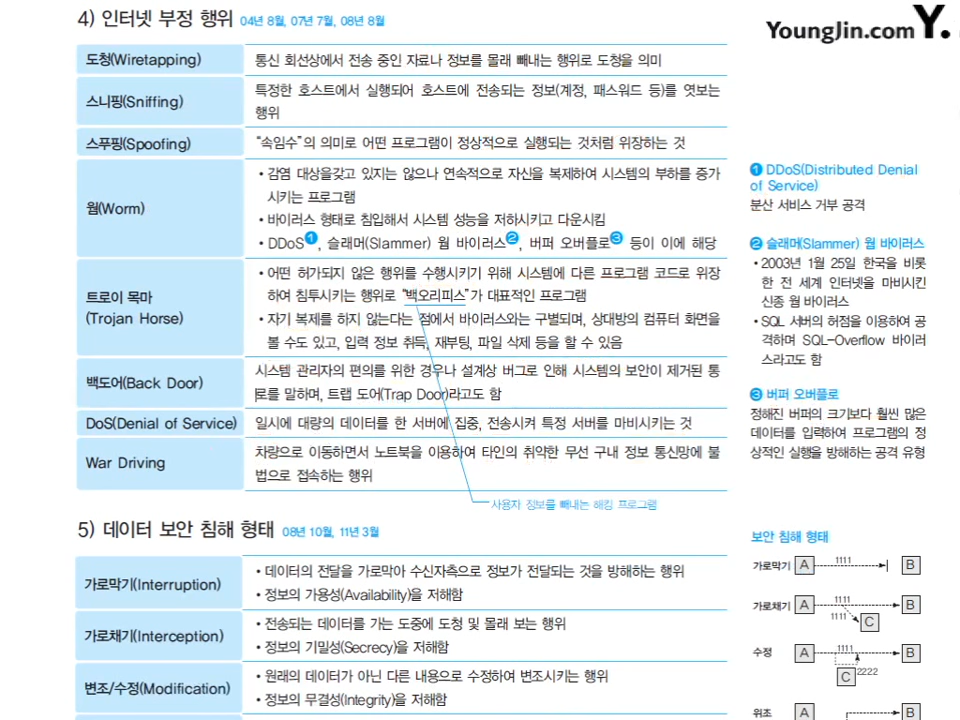 4) 인터넷 부정 행위 04년 8월, 07년 7월, 08년 8월
YoungJin.com Y.
도청(Wiretapping)
통신 회선상에서 전송 중인 자료나 정보를 몰래 빼내는 행위로 도청을 의미
스니핑(Sniffing)
특정한 호스트에서 실행되어 호스트에 전송되는 정보(계정, 패스워드 등)를 엿보는
행위
스푸핑(Spoofing)
“속임수”의 의미로 어떤 프로그램이 정상적으로 실행되는 것처럼 위장하는 것
웜(Worm)
• 감염 대상을갖고 있지는 않으나 연속적으로 자신을 복제하여 시스템의 부하를 증가
시키는 프로그램
• 바이러스 형태로 침입해서 시스템 성능을 저하시키고 다운시킴
• DDoS❶, 슬래머(Slammer) 웜 바이러스❷, 버퍼 오버플로❸ 등이 이에 해당
트로이 목마
(Trojan Horse)
• 어떤 허가되지 않은 행위를 수행시키기 위해 시스템에 다른 프로그램 코드로 위장
하여 침투시키는 행위로 “백오리피스”가 대표적인 프로그램
• 자기 복제를 하지 않는다는 점에서 바이러스와는 구별되며, 상대방의 컴퓨터 화면을
볼 수도 있고, 입력 정보 취득, 재부팅, 파일 삭제 등을 할 수 있음
백도어(Back Door)
시스템 관리자의 편의를 위한 경우나 설계상 버그로 인해 시스템의 보안이 제거된 통
로를 말하며, 트랩 도어(Trap Door)라고도 함
DoS(Denial of Service)
일시에 대량의 데이터를 한 서버에 집중, 전송시켜 특정 서버를 마비시키는 것
War Driving
차량으로 이동하면서 노트북을 이용하여 타인의 취약한 무선 구내 정보 통신망에 불
법으로 접속하는 행위
사용자 정보를 빼내는 해킹 프로그램
❶ DDoS(Distributed Denial
of Service)
분산 서비스 거부 공격
❷ 슬래머(Slammer) 웜 바이러스
• 2003년 1월 25일 한국을 비롯
한 전 세계 인터넷을 마비시킨
신종 웜 바이러스
• SQL 서버의 허점을 이용하여 공
격하며 SQL-Overflow 바이러
스라고도 함
❸ 버퍼 오버플로
정해진 버퍼의 크기보다 훨씬 많은
데이터를 입력하여 프로그램의 정
상적인 실행을 방해하는 공격 유형
5) 데이터 보안 침해 형태 08년 10월, 11년 3월
가로막기(Interruption)
• 데이터의 전달을 가로막아 수신자측으로 정보가 전달되는 것을 방해하는 행위
• 정보의 가용성(Availability)을 저해함
가로채기(Interception)
• 전송되는 데이터를 가는 도중에 도청 및 몰래 보는 행위
• 정보의 기밀성(Secrecy)을 저해함
변조/수정(Modification)
• 원래의 데이터가 아닌 다른 내용으로 수정하여 변조시키는 행위
• 정보의 무결성(Integrity)을 저해함
보안 침해 형태
가로막기 A 1111 B
가로채기 A 1111 B
1111 C
수정 A 1111 B
C 2222
위조 A B